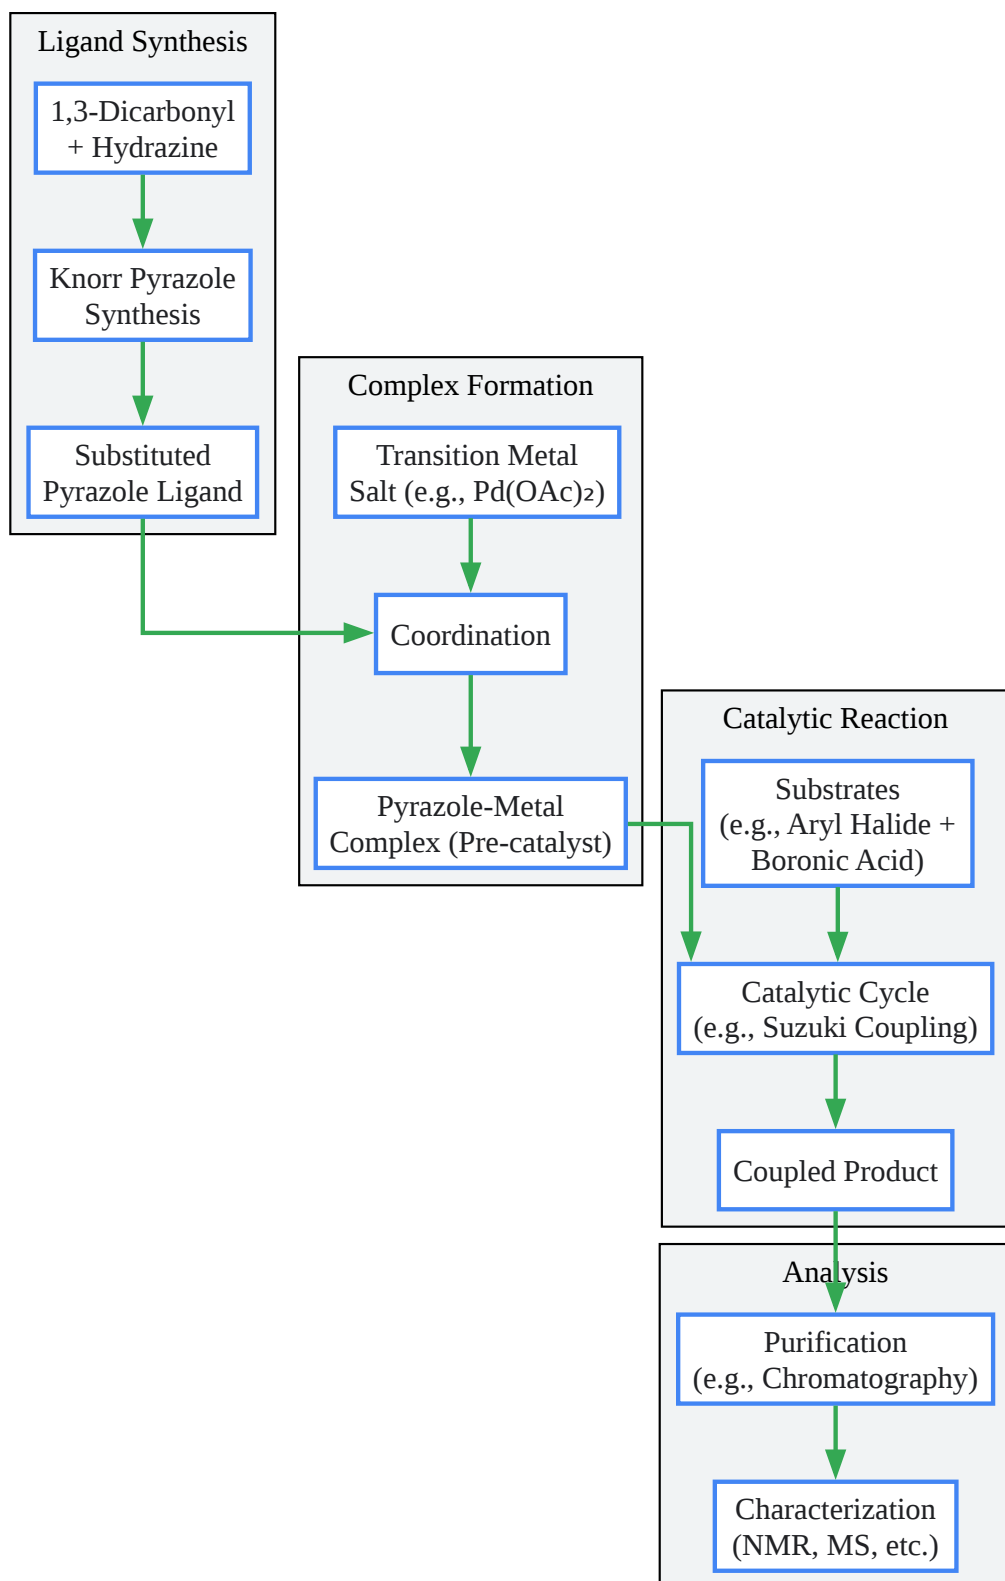 Ligand Synthesis
1,3-Dicarbonyl
+ Hydrazine
Knorr Pyrazole
Synthesis
Substituted
Pyrazole Ligand
Complex Formation
Transition Metal
Salt (e.g., Pd(OAc)₂)
Coordination
Pyrazole-Metal
Complex (Pre-catalyst)
Catalytic Reaction
Substrates
(e.g., Aryl Halide +
Boronic Acid)
Catalytic Cycle
(e.g., Suzuki Coupling)
Coupled Product
Analysis
Purification
(e.g., Chromatography)
Characterization
(NMR, MS, etc.)